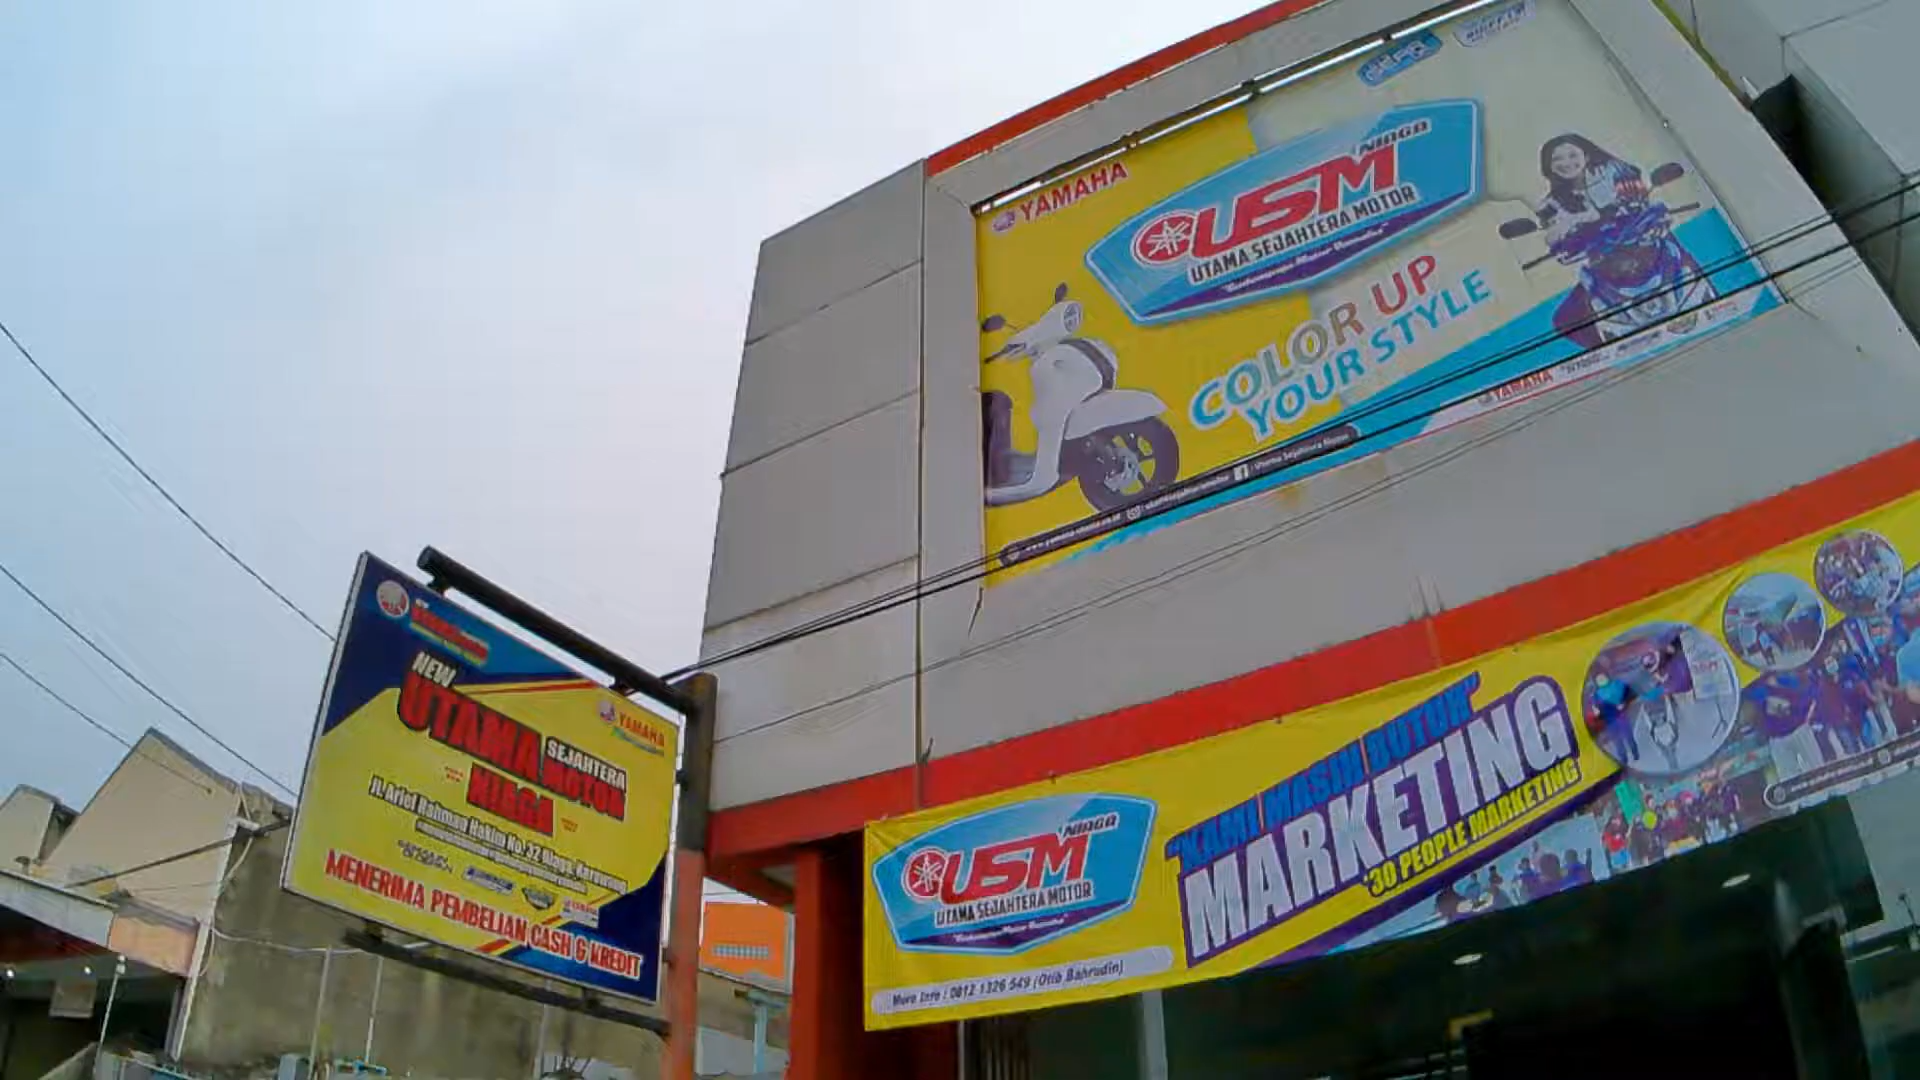 YAMAHA
NIAGA
USM
UTAMA SEJAHTERA MOTOR
COLOR UP
YOUR STYLE
YAMAHA
NEW
UTAMA SEJAHTERA
MOTOR
NIAGA
YAMAHA
Jl. Arief Rahman Hakim No. 32 Niaga, Karawang
MENERIMA PEMBELIAN CASH & KREDIT
NIAGA
USM
UTAMA SEJAHTERA MOTOR
More Info : 0812 1326 549 (Otib Bahrudin)
"KAMI MASIH BUTUH"
MARKETING
30 PEOPLE MARKETING